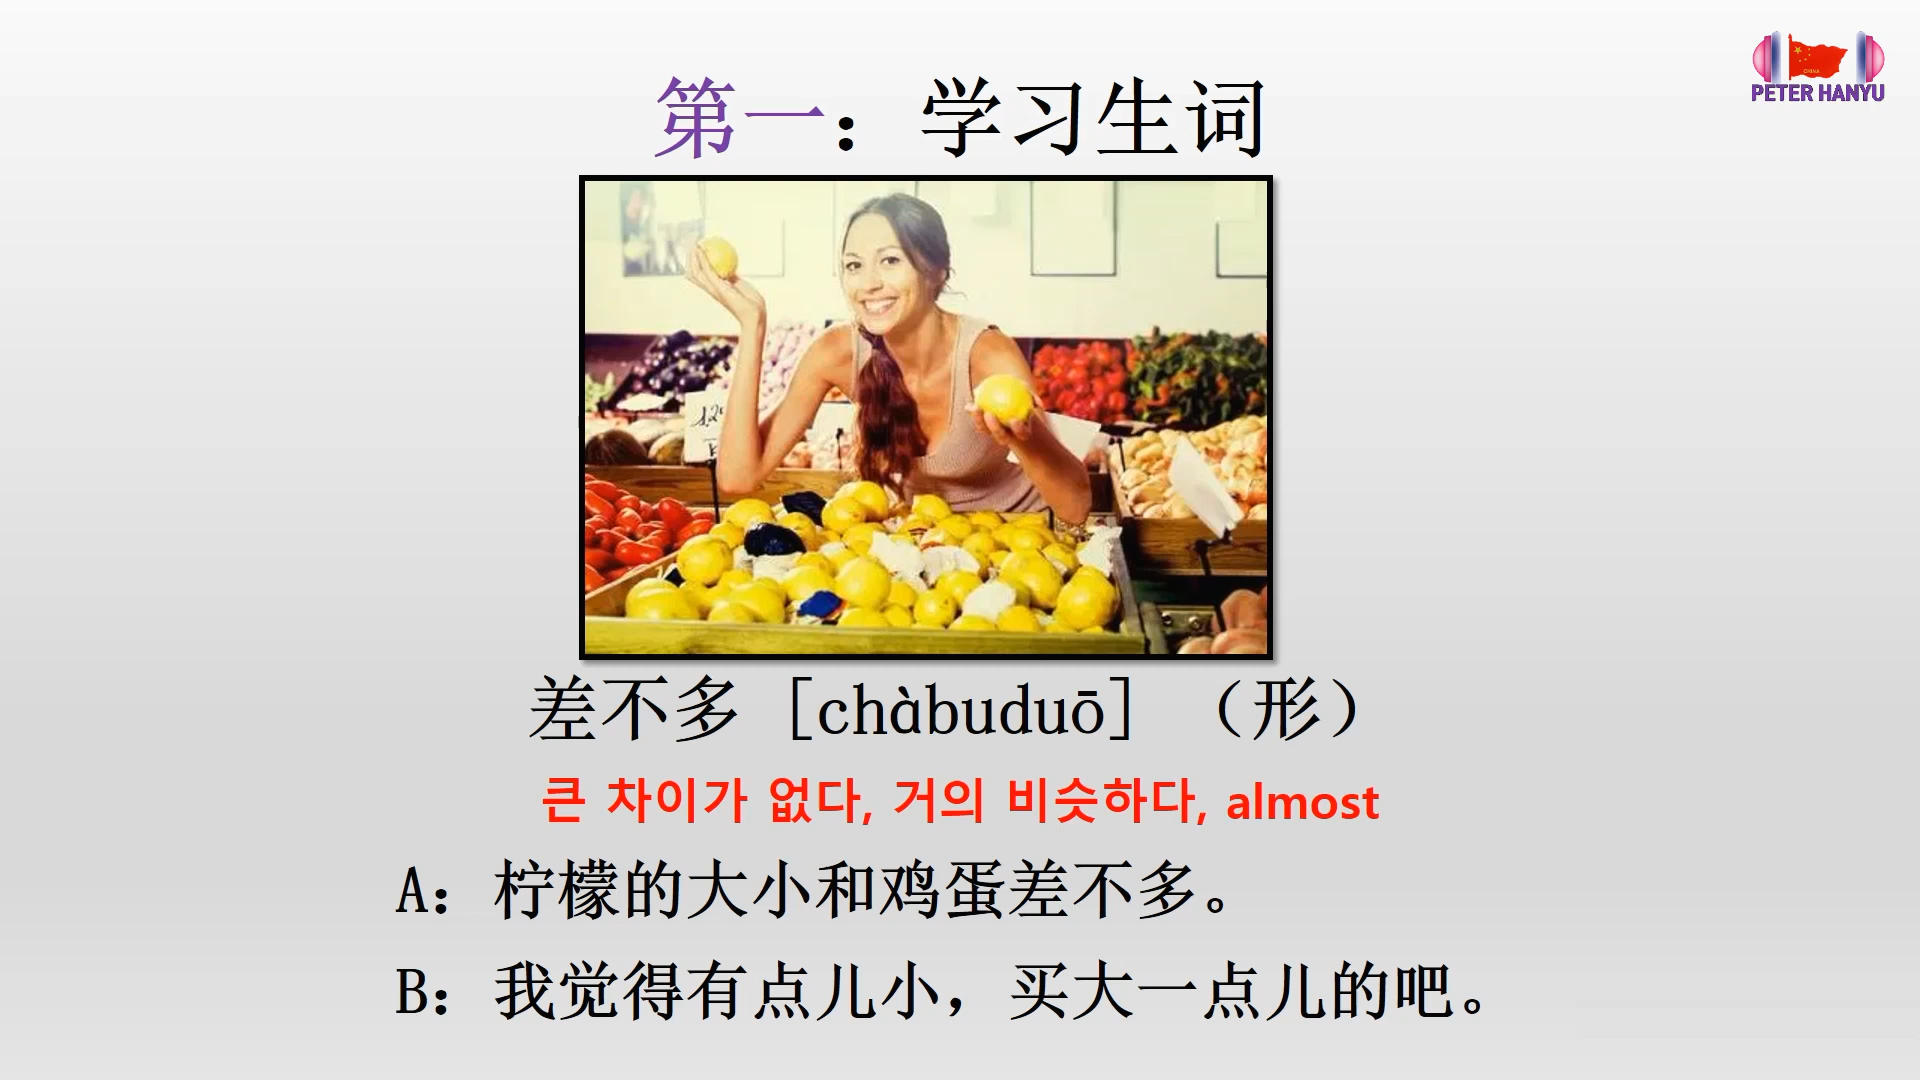 第一：学习生词
PETER HANYU
差不多［chàbuduō］（形）
큰 차이가 없다, 거의 비슷하다, almost
A：柠檬的大小和鸡蛋差不多。
B：我觉得有点儿小，买大一点儿的吧。